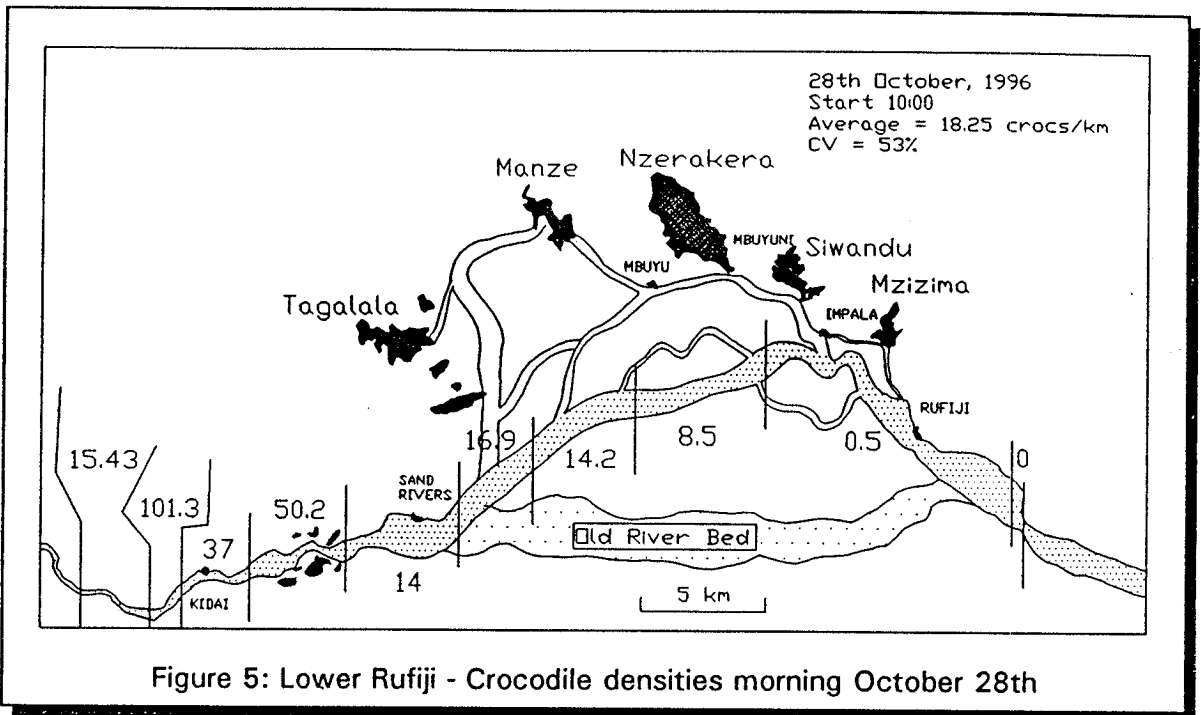 28th October, 1996
Start 10:00
Average = 18.25 crocs/km
CV = 53%
Manze
Nzerakera
MBUYU
MBUYUNI
Siwandu
Mzizima
Tagalala
IMPALA
RUFIJI
16.9
14.2
8.5
0.5
0
15.43
101.3
50.2
SAND
RIVERS
37
KIDAI
14
Old River Bed
5 km
Figure 5: Lower Rufiji - Crocodile densities morning October 28th